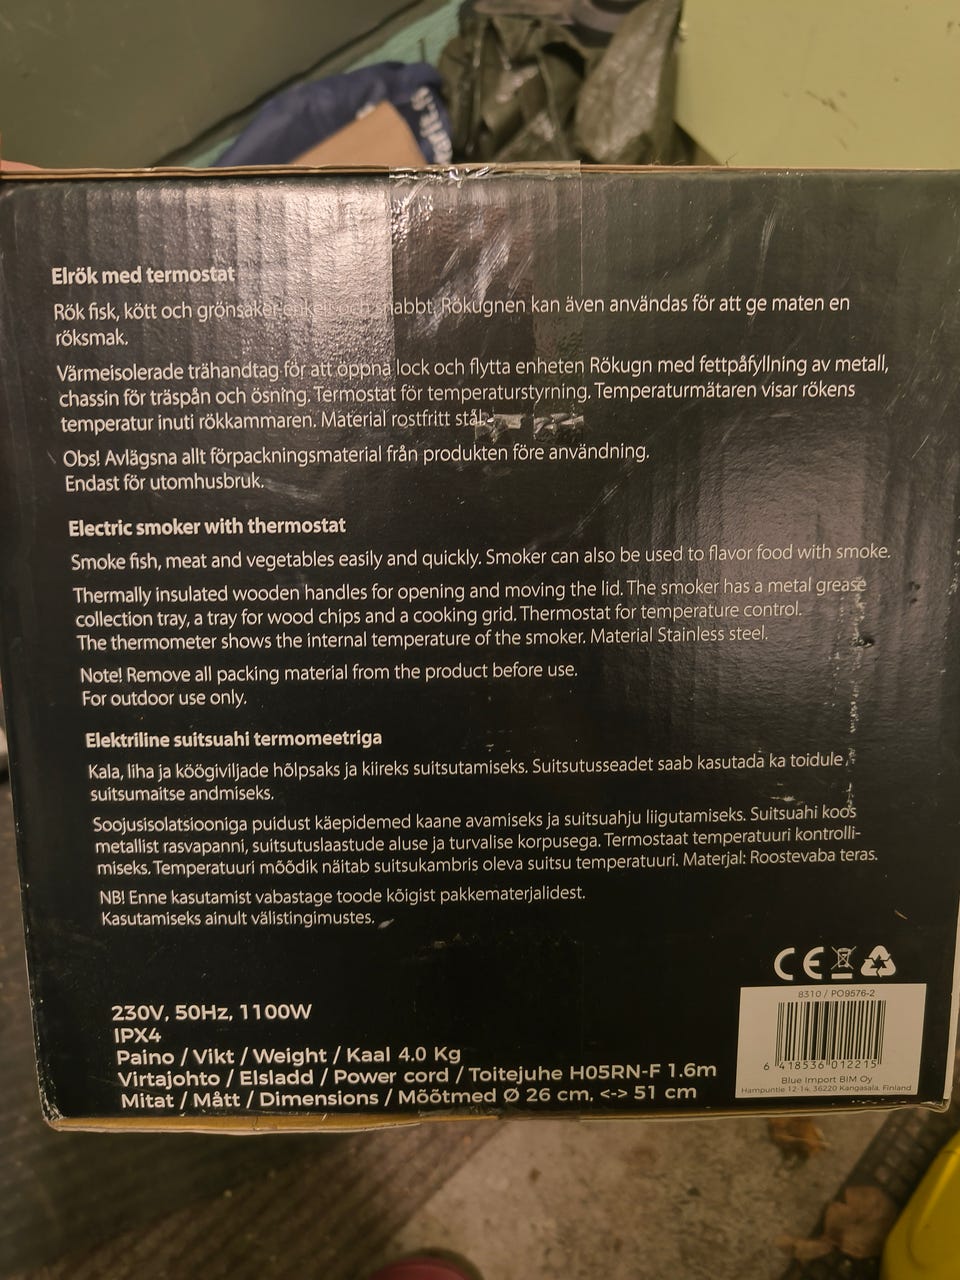 Elrök med termostat
Rök fisk, kött och grönsaker enkelt och snabbt. Rökugnen kan även användas för att ge maten en
röksmak.
Värmeisolerade trähandtag för att öppna lock och flytta enheten Rökugn med fettpåfyllning av metall,
chassin för träspån och ösning. Termostat för temperaturstyrning. Temperaturmätaren visar rökens
temperatur inuti rökkammaren. Material rostfritt stål.
Obs! Avlägsna allt förpackningsmaterial från produkten före användning.
Endast för utomhusbruk.
Electric smoker with thermostat
Smoke fish, meat and vegetables easily and quickly. Smoker can also be used to flavor food with smoke.
Thermally insulated wooden handles for opening and moving the lid. The smoker has a metal grease
collection tray, a tray for wood chips and a cooking grid. Thermostat for temperature control.
The thermometer shows the internal temperature of the smoker. Material Stainless steel.
Note! Remove all packing material from the product before use.
For outdoor use only.
Elektriline suitsuahi termomeetriga
Kala, liha ja köögiviljade hõlpsaks ja kiireks suitsutamiseks. Suitsutusseadet saab kasutada ka toidule
suitsumaitse andmiseks.
Soojusisolatsiooniga puidust käepidemed kaane avamiseks ja suitsuahju liigutamiseks. Suitsuahi koos
metallist rasvapanni, suitsutuslaastude aluse ja turvalise korpusega. Termostaat temperatuuri kontrolli-
miseks. Temperatuuri mõõdik näitab suitsukambris oleva suitsu temperatuuri. Materjal: Roostevaba teras.
NB! Enne kasutamist vabastage toode kõigist pakkematerjalidest.
Kasutamiseks ainult välistingimustes.
CE
230V, 50Hz, 1100W
IPX4
Paino / Vikt / Weight / Kaal 4.0 Kg
Virtajohto / Elsladd / Power cord / Toitejuhe H05RN-F 1.6m
Mitat / Mått / Dimensions / Mõõtmed Ø 26 cm, <-> 51 cm
8310 / PO9576-2
6 418536 012215
Blue Import BIM Oy
Hampuntie 12-14, 36220 Kangasala, Finland